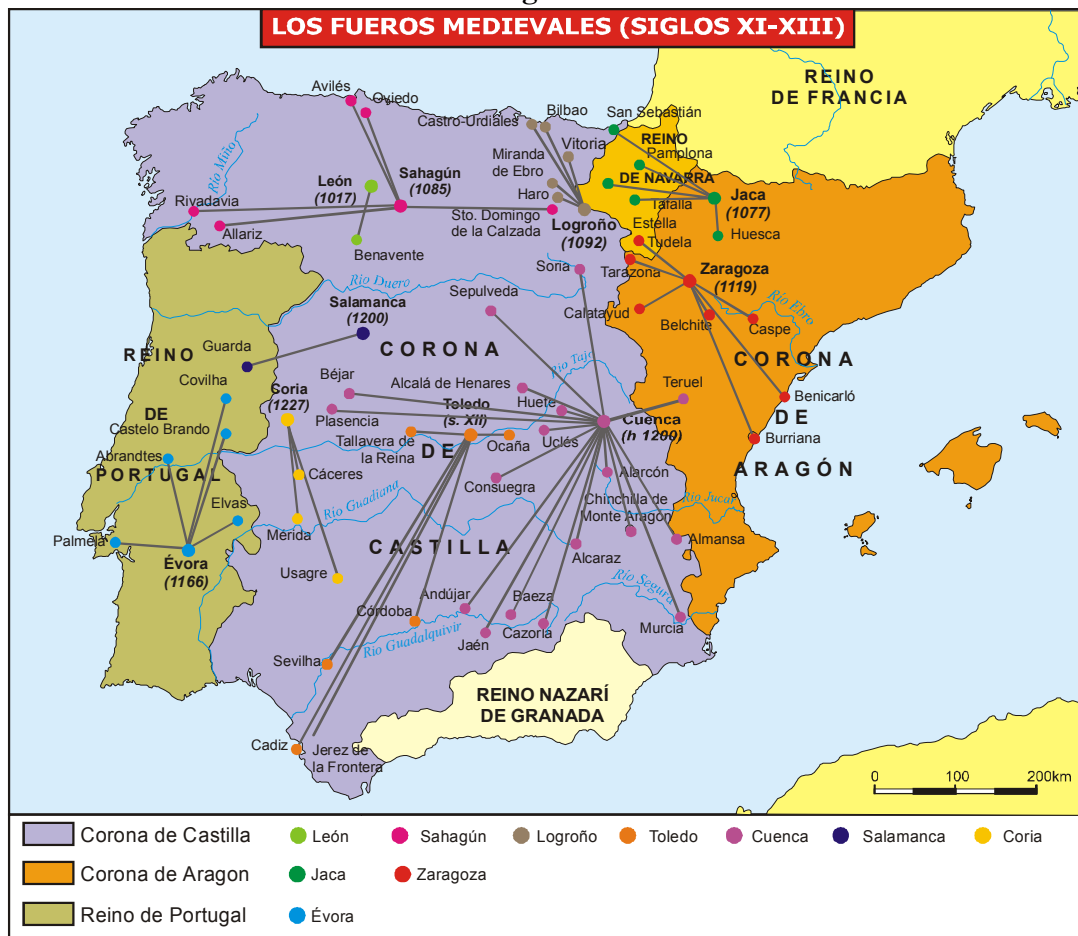 LOS FUEROS MEDIEVALES (SIGLOS XI-XIII)
REINO
DE FRANCIA
Avilés
Oviedo
Castro-Urdiales
Bilbao
San Sebastián
Vitoria
REINO
Pamplona
DE NAVARRA
Miranda
de Ebro
Haro
Río Miño
León
(1017)
Sahagún
(1085)
Rivadavia
Allariz
Benavente
Sto. Domingo
de la Calzada
Logroño
(1092)
Tafalla
Estella
Tudela
Jaca
(1077)
Huesca
Soria
Tarazona
Zaragoza
(1119)
Río Duero
Sepulveda
Calatayud
Belchite
Caspe
Río Ebro
Salamanca
(1200)
CORONA
CORONA
REINO
Guarda
Covilha
Coria
(1227)
Béjar
Alcalá de Henares
Río Tajo
Teruel
Benicarló
Plasencia
Toledo
(s. XII)
Huete
Cuenca
(h 1200)
DE
DE
Castelo Brando
Tallavera de
la Reina
DE
Ocaña
Uclés
Burriana
Abrandtes
PORTUGAL
Cáceres
Consuegra
Alarcón
ARAGÓN
Elvas
Río Guadiana
Chinchilla de
Monte Aragón
Río Jucar
Palmela
Mérida
CASTILLA
Almansa
Évora
(1166)
Usagre
Alcaraz
Andújar
Baeza
Río Segura
Córdoba
Río Guadalquivir
Jaén
Cazorla
Murcia
Sevilha
REINO NAZARÍ
DE GRANADA
Cadiz
Jerez de
la Frontera
0 100 200km
Corona de Castilla León Sahagún Logroño Toledo Cuenca Salamanca Coria
Corona de Aragon Jaca Zaragoza
Reino de Portugal Évora